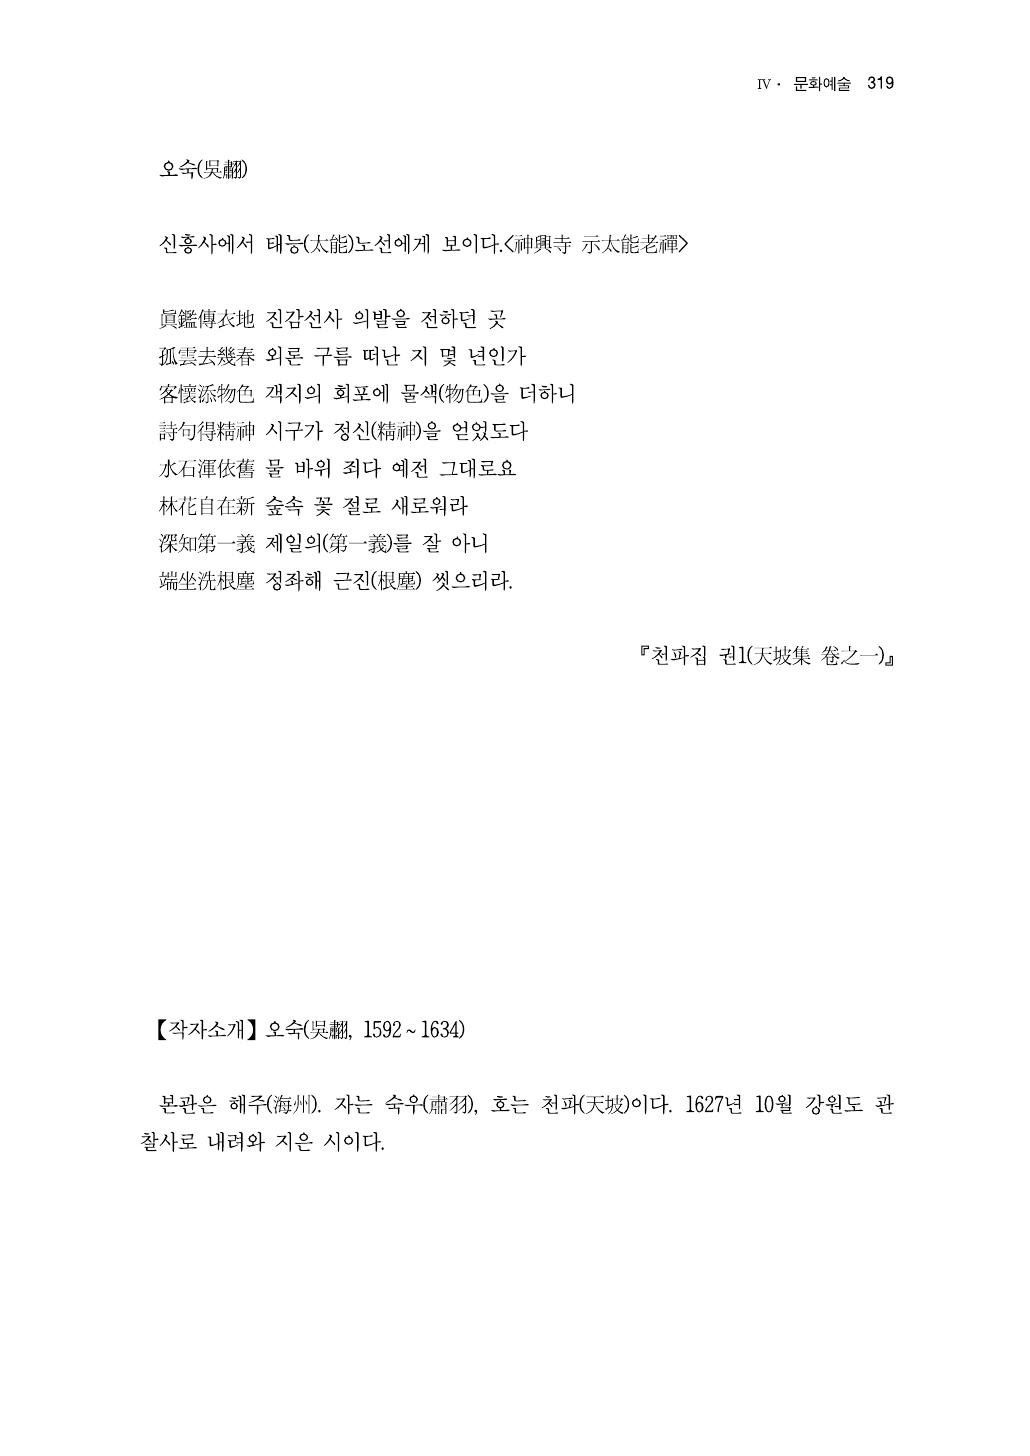 Ⅳ · 문화예술 319
오숙(吳䎘)
신흥사에서 태능(太能)노선에게 보이다.<神興寺 示太能老禪>
眞鑑傳衣地 진감선사 의발을 전하던 곳
孤雲去幾春 외론 구름 떠난 지 몇 년인가
客懷添物色 객지의 회포에 물색(物色)을 더하니
詩句得精神 시구가 정신(精神)을 얻었도다
水石渾依舊 물 바위 죄다 예전 그대로요
林花自在新 숲속 꽃 절로 새로워라
深知第一義 제일의(第一義)를 잘 아니
端坐洗根塵 정좌해 근진(根塵) 씻으리라.
『천파집 권1(天坡集 卷之一)』
【작자소개】 오숙(吳䎘, 1592~1634)
본관은 해주(海州). 자는 숙우(肅羽), 호는 천파(天坡)이다. 1627년 10월 강원도 관
찰사로 내려와 지은 시이다.